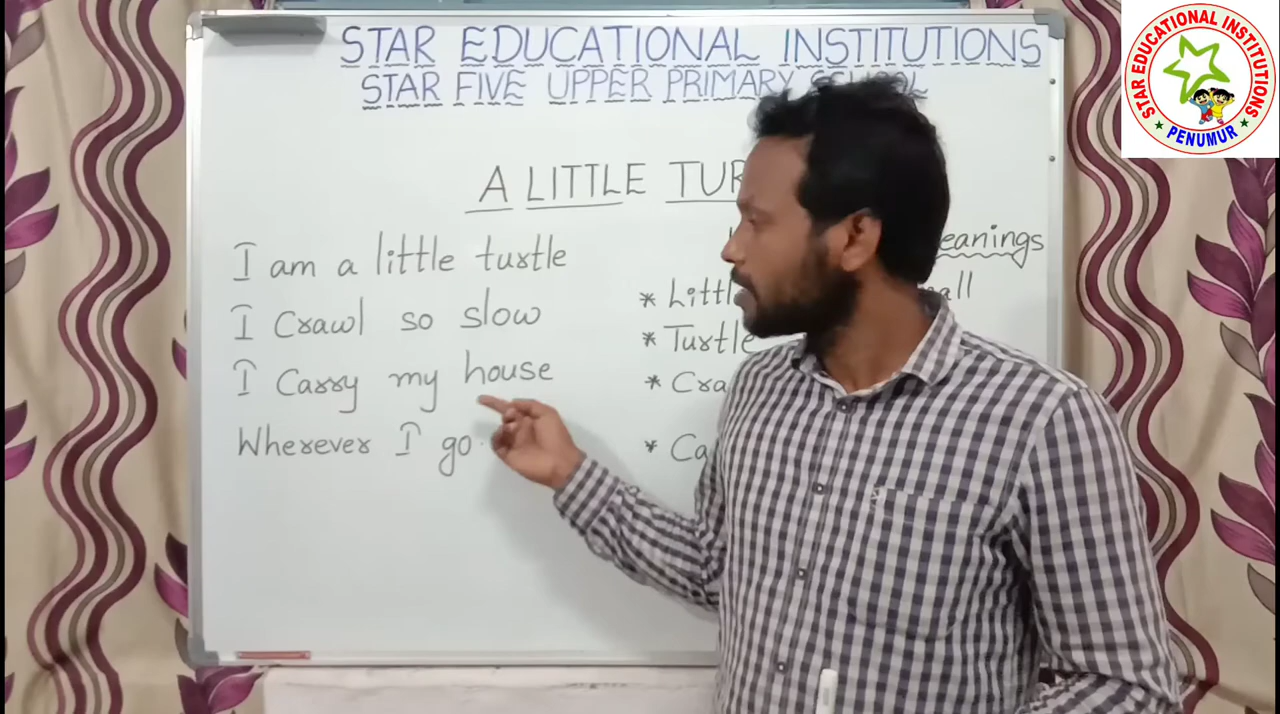 STAR EDUCATIONAL INSTITUTIONS
STAR FIVE UPPER PRIMARY SCHOOL
A LITTLE TUR
I am a little turtle
I Crawl so slow
I Carry my house
Wherever I go.
eanings
* Little all
* Turtle
* Cra
* Ca
STAR EDUCATIONAL INSTITUTIONS
PENUMUR